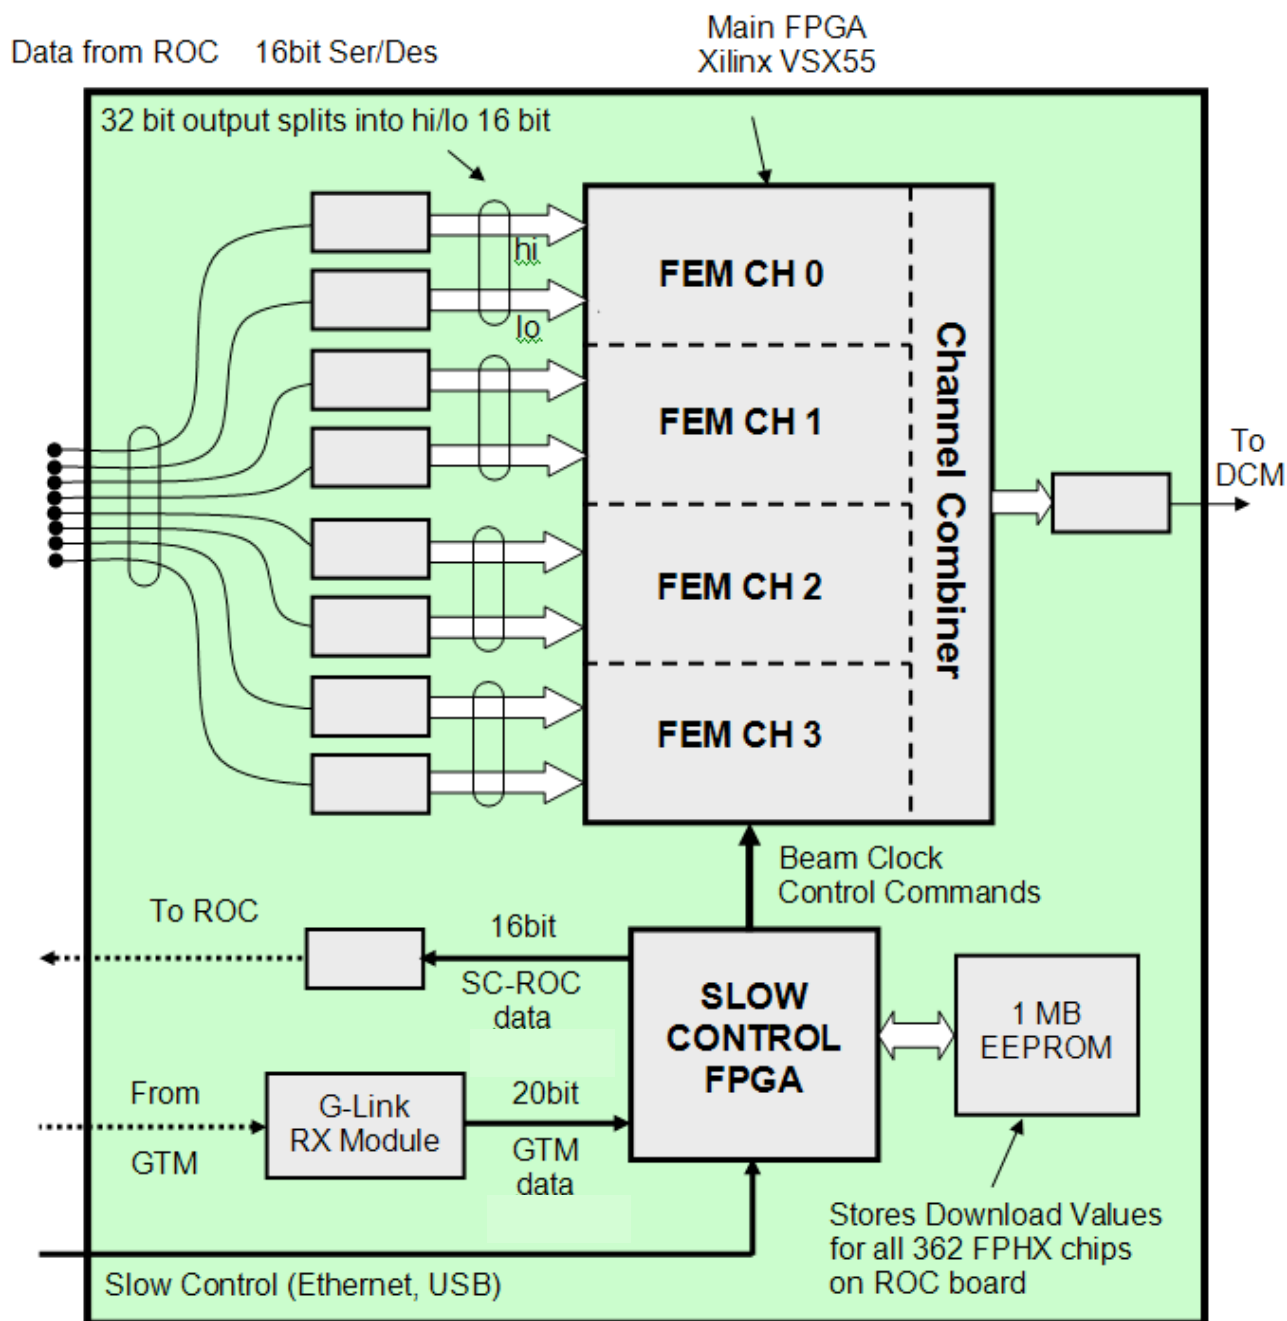 Main FPGA
Xilinx VSX55
Data from ROC 16bit Ser/Des
32 bit output splits into hi/lo 16 bit
hi
lo
FEM CH 0
FEM CH 1
FEM CH 2
FEM CH 3
Channel Combiner
To
DCM
Beam Clock
Control Commands
To ROC
16bit
SC-ROC
data
SLOW
CONTROL
FPGA
1 MB
EEPROM
From
GTM
G-Link
RX Module
20bit
GTM
data
Stores Download Values
for all 362 FPHX chips
on ROC board
Slow Control (Ethernet, USB)